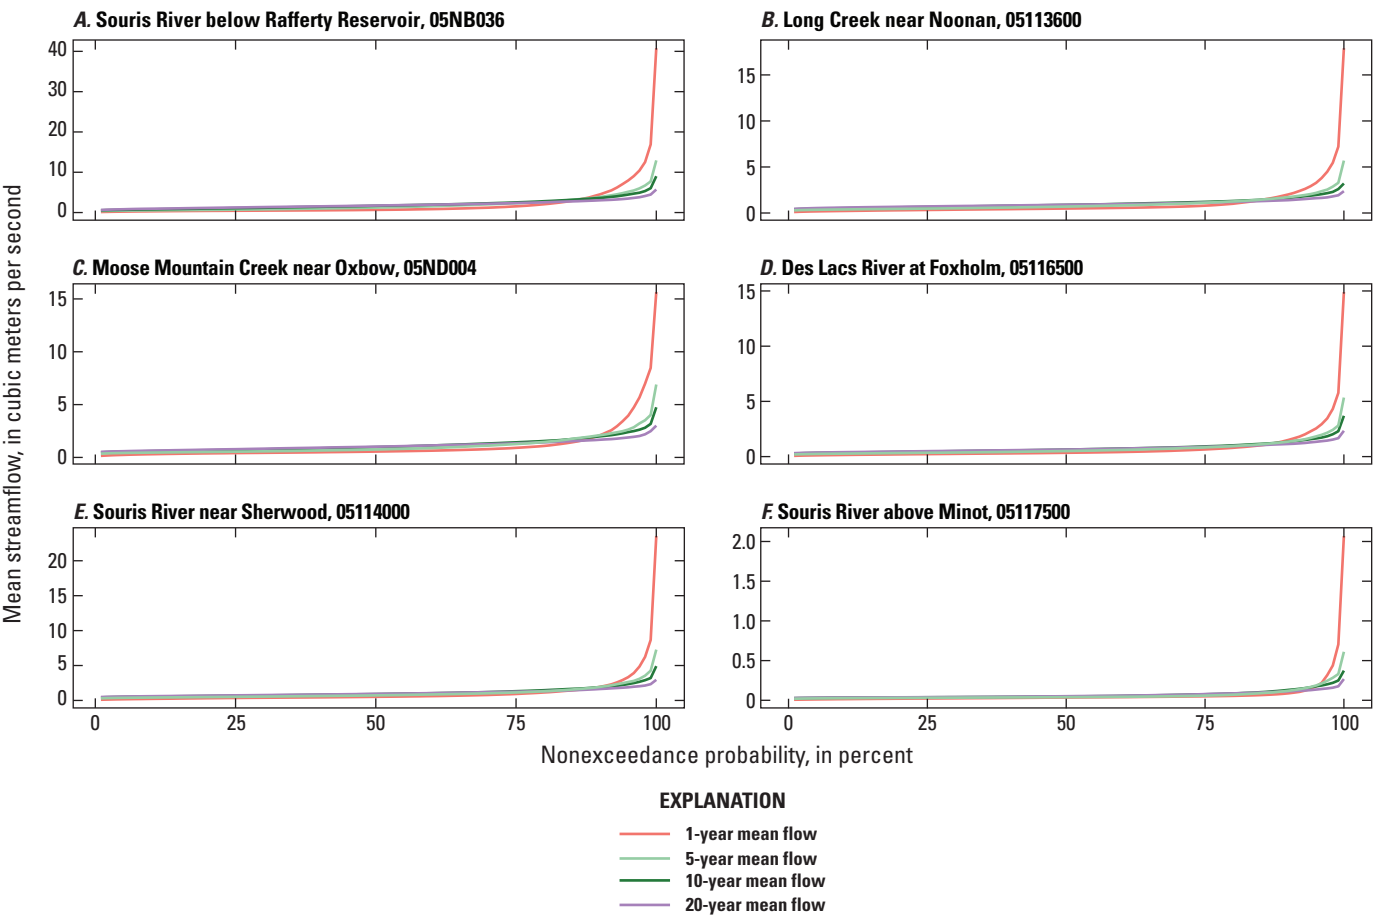 A. Souris River below Rafferty Reservoir, 05NB036
40
30
20
10
0
B. Long Creek near Noonan, 05113600
15
10
5
0
C. Moose Mountain Creek near Oxbow, 05ND004
15
10
5
0
D. Des Lacs River at Foxholm, 05116500
15
10
5
0
E. Souris River near Sherwood, 05114000
20
15
10
5
0
0 25 50 75 100
F. Souris River above Minot, 05117500
2.0
1.5
1.0
0.5
0
0 25 50 75 100
Mean streamflow, in cubic meters per second
Nonexceedance probability, in percent
EXPLANATION
1-year mean flow
5-year mean flow
10-year mean flow
20-year mean flow